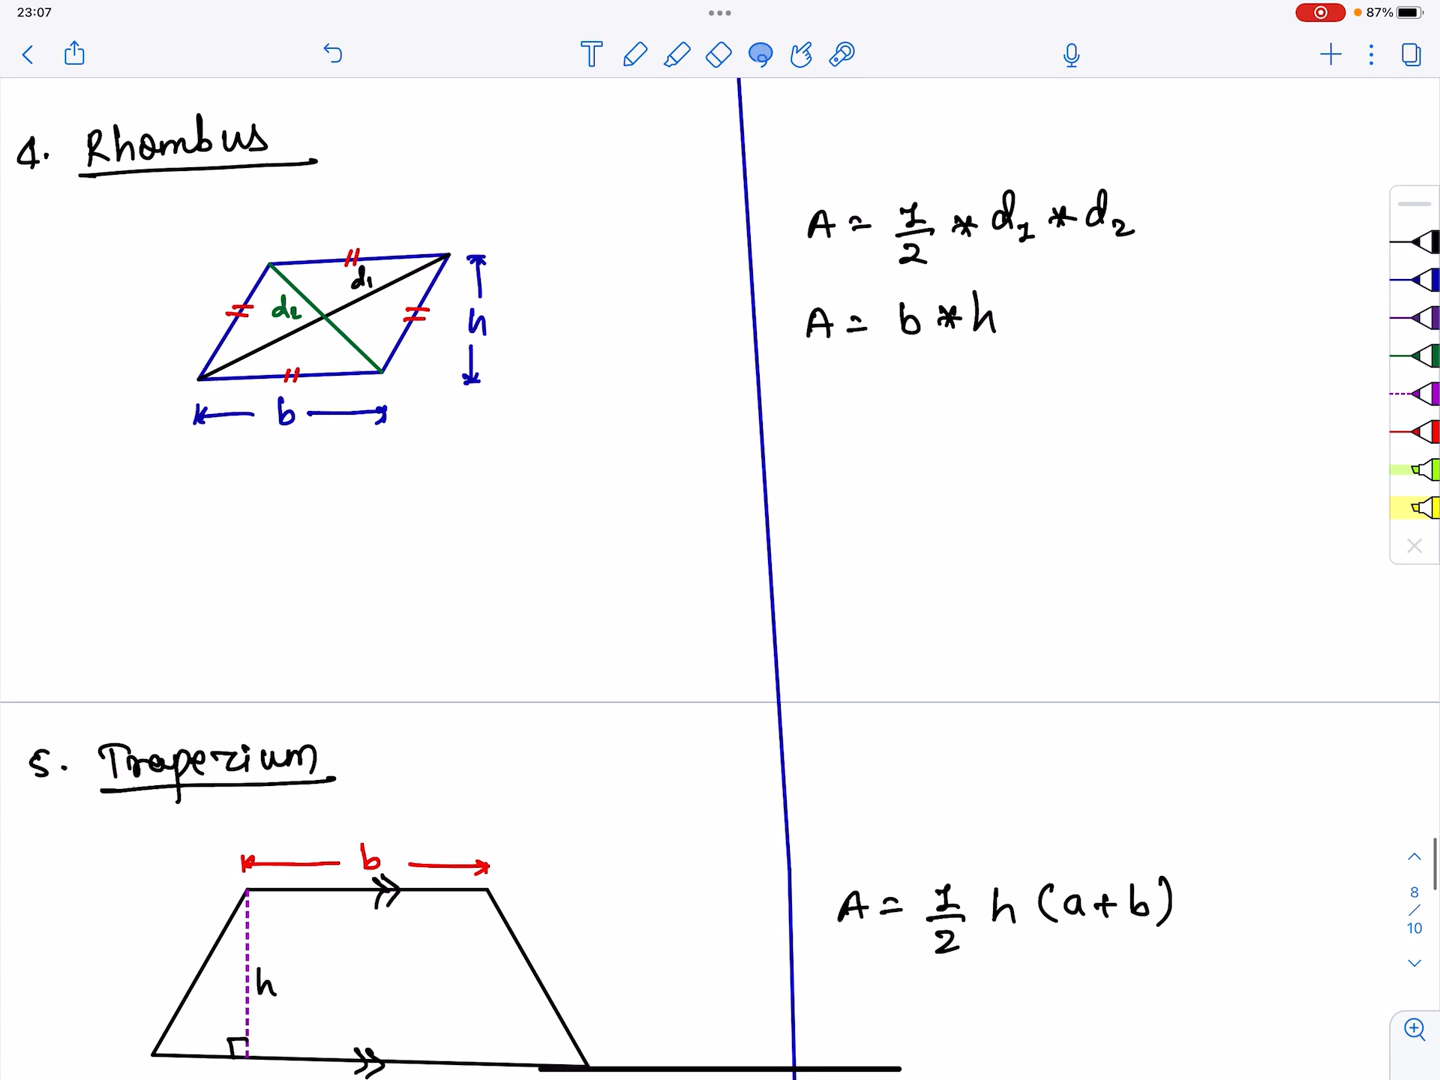 23:07
87%
4. Rhombus
d1
d2
h
b
A = 1/2 * d1 * d2
A = b * h
5. Trapezium
b
h
A = 1/2 h (a+b)
8
/
10